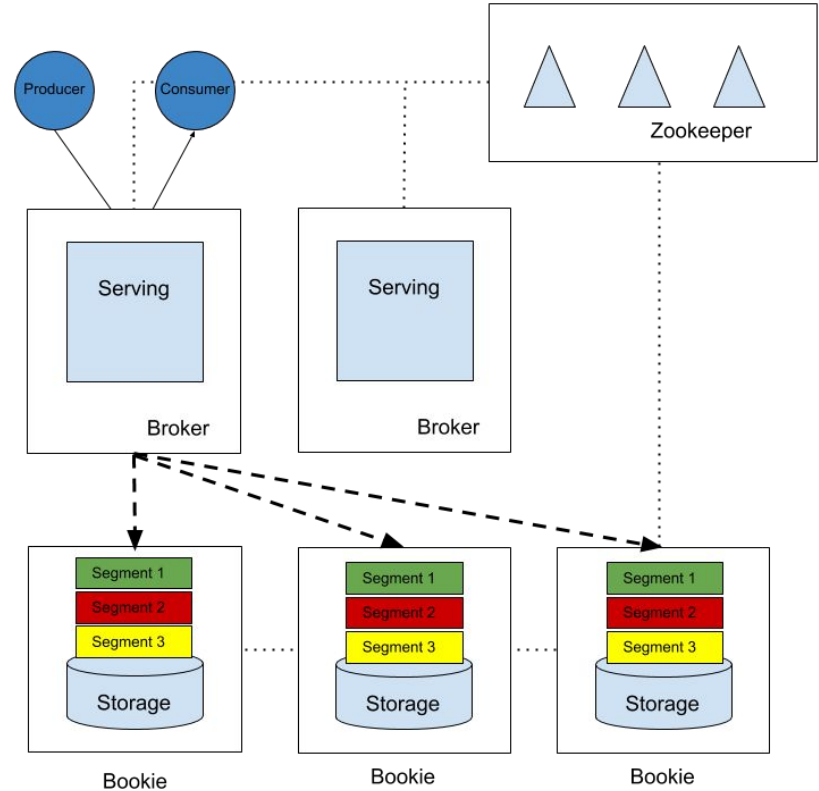 Producer
Consumer
Zookeeper
Serving
Serving
Broker
Broker
Segment 1
Segment 2
Segment 3
Storage
Segment 1
Segment 2
Segment 3
Storage
Segment 1
Segment 2
Segment 3
Storage
Bookie
Bookie
Bookie